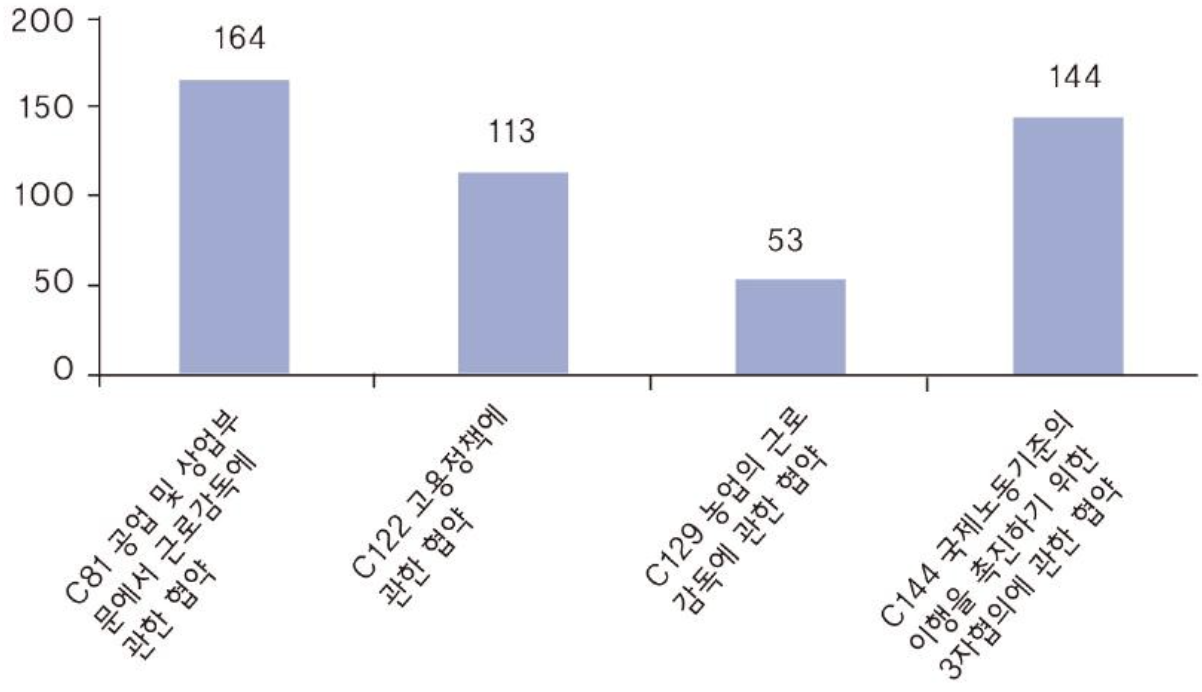 200
150
100
50
0
164
113
53
144
C81 공업 및 상업부
문에서 근로감독에
관한 협약
C122 고용정책에
관한 협약
C129 농업의 근로
감독에 관한 협약
C144 국제노동기준의
이행을 촉진하기 위한
3자협의에 관한 협약